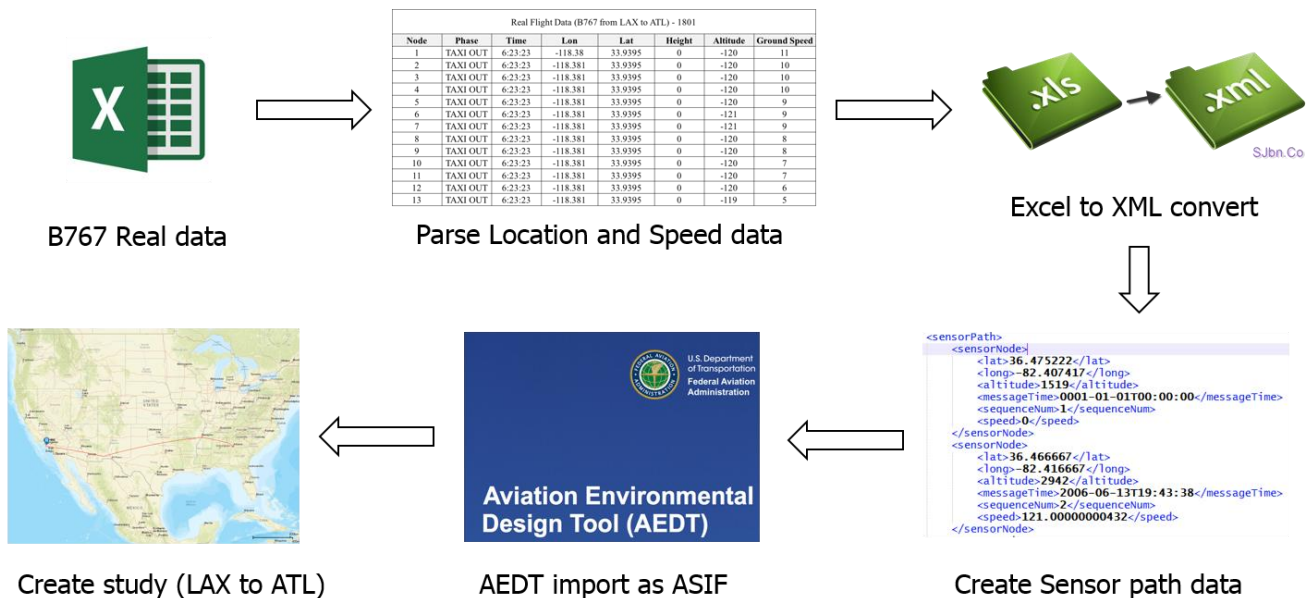 Real Flight Data (B767 from LAX to ATL) - 1801
Node Phase Time Lon Lat Height Altitude Ground Speed
1 TAXI OUT 6:23:23 -118.38 33.9395 0 -120 11
2 TAXI OUT 6:23:23 -118.381 33.9395 0 -120 10
3 TAXI OUT 6:23:23 -118.381 33.9395 0 -120 10
4 TAXI OUT 6:23:23 -118.381 33.9395 0 -120 10
5 TAXI OUT 6:23:23 -118.381 33.9395 0 -120 9
6 TAXI OUT 6:23:23 -118.381 33.9395 0 -121 9
7 TAXI OUT 6:23:23 -118.381 33.9395 0 -121 9
8 TAXI OUT 6:23:23 -118.381 33.9395 0 -120 8
9 TAXI OUT 6:23:23 -118.381 33.9395 0 -120 8
10 TAXI OUT 6:23:23 -118.381 33.9395 0 -120 7
11 TAXI OUT 6:23:23 -118.381 33.9395 0 -120 7
12 TAXI OUT 6:23:23 -118.381 33.9395 0 -120 6
13 TAXI OUT 6:23:23 -118.381 33.9395 0 -119 5
X
.xls
.xml
SJbn.Co
B767 Real data
Parse Location and Speed data
Excel to XML convert
<sensorPath>
<sensorNode>
<lat>36.475222</lat>
<long>-82.407417</long>
<altitude>1519</altitude>
<messageTime>0001-01-01T00:00:00</messageTime>
<sequenceNum>1</sequenceNum>
<speed>0</speed>
</sensorNode>
<sensorNode>
<lat>36.466667</lat>
<long>-82.416667</long>
<altitude>2942</altitude>
<messageTime>2006-06-13T19:43:38</messageTime>
<sequenceNum>2</sequenceNum>
<speed>121.00000000432</speed>
</sensorNode>
U.S. Department
of Transportation
Federal Aviation
Administration
Aviation Environmental
Design Tool (AEDT)
Create study (LAX to ATL)
AEDT import as ASIF
Create Sensor path data